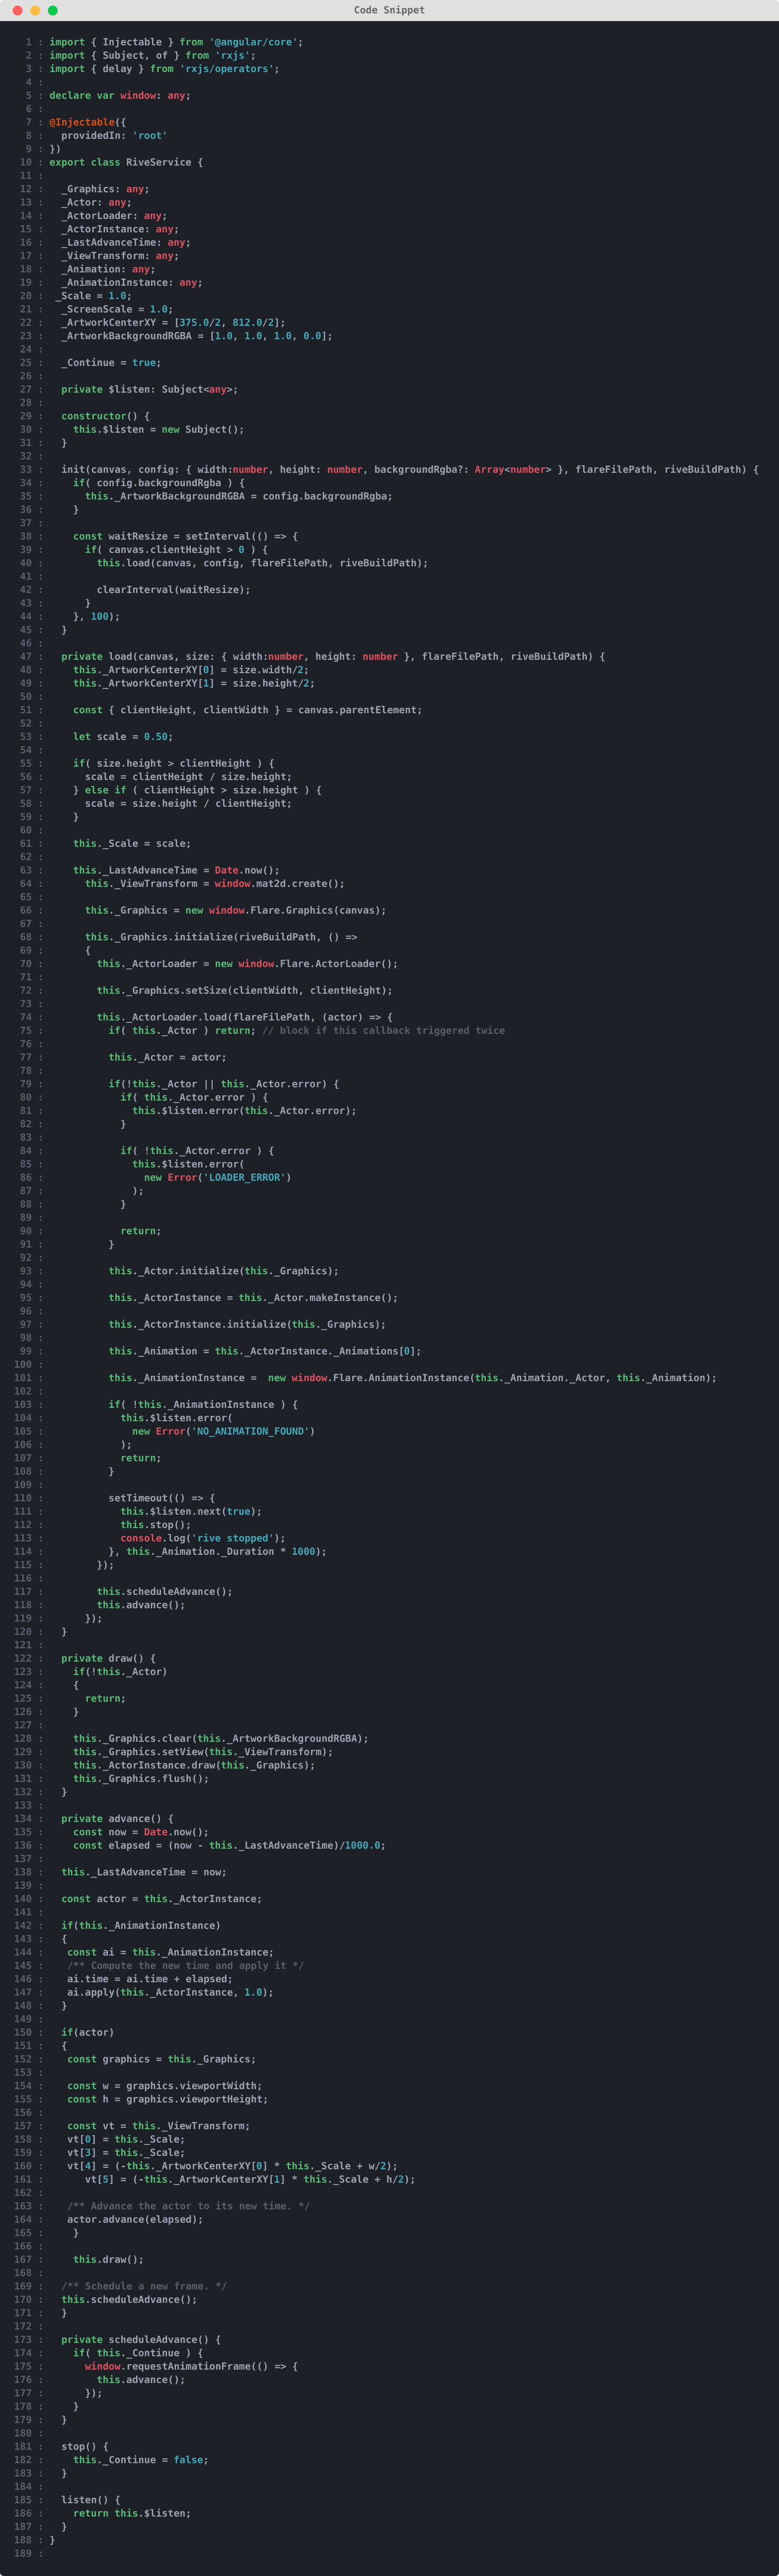 Code Snippet
1 : import { Injectable } from '@angular/core';
2 : import { Subject, of } from 'rxjs';
3 : import { delay } from 'rxjs/operators';
4 :
5 : declare var window: any;
6 :
7 : @Injectable({
8 :   providedIn: 'root'
9 : })
10 : export class RiveService {
11 :
12 :   _Graphics: any;
13 :   _Actor: any;
14 :   _ActorLoader: any;
15 :   _ActorInstance: any;
16 :   _LastAdvanceTime: any;
17 :   _ViewTransform: any;
18 :   _Animation: any;
19 :   _AnimationInstance: any;
20 :  _Scale = 1.0;
21 :   _ScreenScale = 1.0;
22 :   _ArtworkCenterXY = [375.0/2, 812.0/2];
23 :   _ArtworkBackgroundRGBA = [1.0, 1.0, 1.0, 0.0];
24 :
25 :   _Continue = true;
26 :
27 :   private $listen: Subject<any>;
28 :
29 :   constructor() {
30 :     this.$listen = new Subject();
31 :   }
32 :
33 :   init(canvas, config: { width:number, height: number, backgroundRgba?: Array<number> }, flareFilePath, riveBuildPath) {
34 :     if( config.backgroundRgba ) {
35 :       this._ArtworkBackgroundRGBA = config.backgroundRgba;
36 :     }
37 :
38 :     const waitResize = setInterval(() => {
39 :       if( canvas.clientHeight > 0 ) {
40 :         this.load(canvas, config, flareFilePath, riveBuildPath);
41 :
42 :         clearInterval(waitResize);
43 :       }
44 :     }, 100);
45 :   }
46 :
47 :   private load(canvas, size: { width:number, height: number }, flareFilePath, riveBuildPath) {
48 :     this._ArtworkCenterXY[0] = size.width/2;
49 :     this._ArtworkCenterXY[1] = size.height/2;
50 :
51 :     const { clientHeight, clientWidth } = canvas.parentElement;
52 :
53 :     let scale = 0.50;
54 :
55 :     if( size.height > clientHeight ) {
56 :       scale = clientHeight / size.height;
57 :     } else if ( clientHeight > size.height ) {
58 :       scale = size.height / clientHeight;
59 :     }
60 :
61 :     this._Scale = scale;
62 :
63 :     this._LastAdvanceTime = Date.now();
64 :       this._ViewTransform = window.mat2d.create();
65 :
66 :       this._Graphics = new window.Flare.Graphics(canvas);
67 :
68 :       this._Graphics.initialize(riveBuildPath, () =>
69 :       {
70 :         this._ActorLoader = new window.Flare.ActorLoader();
71 :
72 :         this._Graphics.setSize(clientWidth, clientHeight);
73 :
74 :         this._ActorLoader.load(flareFilePath, (actor) => {
75 :           if( this._Actor ) return; // block if this callback triggered twice
76 :
77 :           this._Actor = actor;
78 :
79 :           if(!this._Actor || this._Actor.error) {
80 :             if( this._Actor.error ) {
81 :               this.$listen.error(this._Actor.error);
82 :             }
83 :
84 :             if( !this._Actor.error ) {
85 :               this.$listen.error(
86 :                 new Error('LOADER_ERROR')
87 :               );
88 :             }
89 :
90 :             return;
91 :           }
92 :
93 :           this._Actor.initialize(this._Graphics);
94 :
95 :           this._ActorInstance = this._Actor.makeInstance();
96 :
97 :           this._ActorInstance.initialize(this._Graphics);
98 :
99 :           this._Animation = this._ActorInstance._Animations[0];
100 :
101 :           this._AnimationInstance =  new window.Flare.AnimationInstance(this._Animation._Actor, this._Animation);
102 :
103 :           if( !this._AnimationInstance ) {
104 :             this.$listen.error(
105 :               new Error('NO_ANIMATION_FOUND')
106 :             );
107 :             return;
108 :           }
109 :
110 :           setTimeout(() => {
111 :             this.$listen.next(true);
112 :             this.stop();
113 :             console.log('rive stopped');
114 :           }, this._Animation._Duration * 1000);
115 :         });
116 :
117 :         this.scheduleAdvance();
118 :         this.advance();
119 :       });
120 :   }
121 :
122 :   private draw() {
123 :     if(!this._Actor)
124 :     {
125 :       return;
126 :     }
127 :
128 :     this._Graphics.clear(this._ArtworkBackgroundRGBA);
129 :     this._Graphics.setView(this._ViewTransform);
130 :     this._ActorInstance.draw(this._Graphics);
131 :     this._Graphics.flush();
132 :   }
133 :
134 :   private advance() {
135 :     const now = Date.now();
136 :     const elapsed = (now - this._LastAdvanceTime)/1000.0;
137 :
138 :   this._LastAdvanceTime = now;
139 :
140 :   const actor = this._ActorInstance;
141 :
142 :   if(this._AnimationInstance)
143 :   {
144 :    const ai = this._AnimationInstance;
145 :    /** Compute the new time and apply it */
146 :    ai.time = ai.time + elapsed;
147 :    ai.apply(this._ActorInstance, 1.0);
148 :   }
149 :
150 :   if(actor)
151 :   {
152 :    const graphics = this._Graphics;
153 :
154 :    const w = graphics.viewportWidth;
155 :    const h = graphics.viewportHeight;
156 :
157 :    const vt = this._ViewTransform;
158 :    vt[0] = this._Scale;
159 :    vt[3] = this._Scale;
160 :    vt[4] = (-this._ArtworkCenterXY[0] * this._Scale + w/2);
161 :       vt[5] = (-this._ArtworkCenterXY[1] * this._Scale + h/2);
162 :
163 :    /** Advance the actor to its new time. */
164 :    actor.advance(elapsed);
165 :     }
166 :
167 :     this.draw();
168 :
169 :   /** Schedule a new frame. */
170 :   this.scheduleAdvance();
171 :   }
172 :
173 :   private scheduleAdvance() {
174 :     if( this._Continue ) {
175 :       window.requestAnimationFrame(() => {
176 :         this.advance();
177 :       });
178 :     }
179 :   }
180 :
181 :   stop() {
182 :     this._Continue = false;
183 :   }
184 :
185 :   listen() {
186 :     return this.$listen;
187 :   }
188 : }
189 :